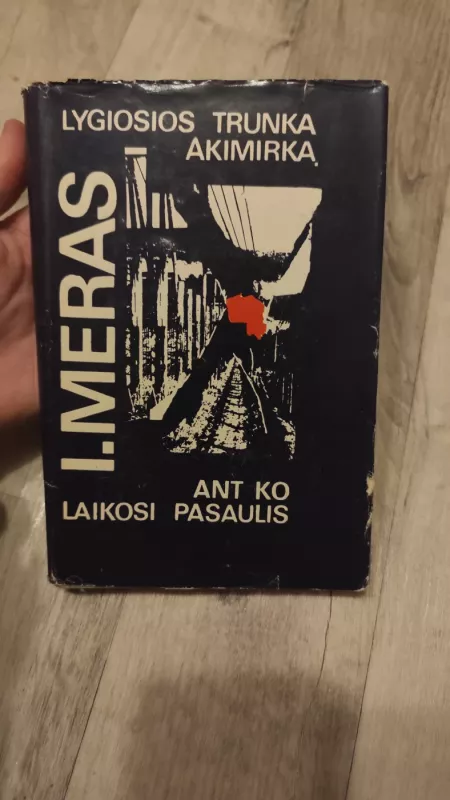 LYGIOSIOS TRUNKA
AKIMIRKĄ
I.MERAS
ANT KO
LAIKOSI PASAULIS